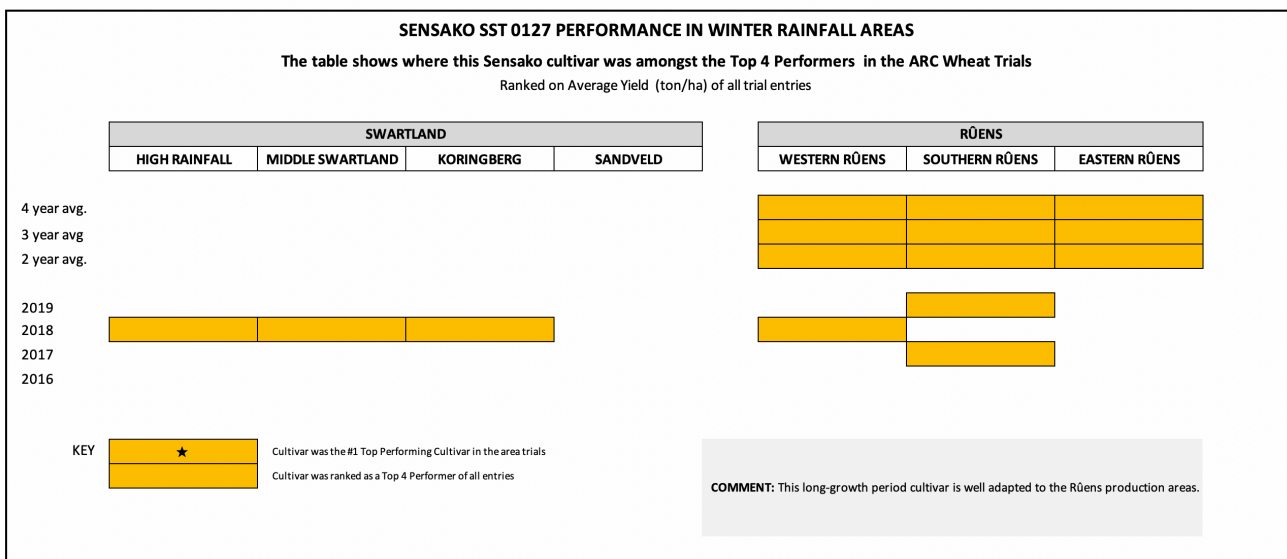 SENSAKO SST 0127 PERFORMANCE IN WINTER RAINFALL AREAS
The table shows where this Sensako cultivar was amongst the Top 4 Performers in the ARC Wheat Trials
Ranked on Average Yield (ton/ha) of all trial entries
SWARTLAND RÛENS
HIGH RAINFALL MIDDLE SWARTLAND KORINGBERG SANDVELD WESTERN RÛENS SOUTHERN RÛENS EASTERN RÛENS
4 year avg.
3 year avg
2 year avg.
2019
2018
2017
2016
KEY ★ Cultivar was the #1 Top Performing Cultivar in the area trials
Cultivar was ranked as a Top 4 Performer of all entries
COMMENT: This long-growth period cultivar is well adapted to the Rûens production areas.